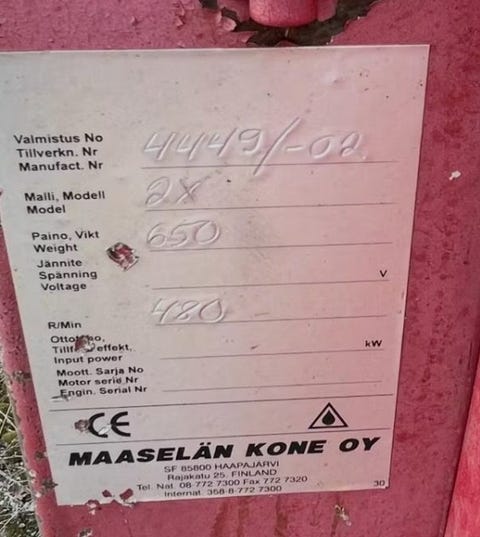 Valmistus No
Tillverkn. Nr 4449/-02
Manufact. Nr
Malli, Modell 2X
Model
Paino, Vikt 650
Weight
Jännite
Spänning V
Voltage
480
R/Min
Ottoteho,
Tillf effekt, kW
Input power
Moott. Sarja No
Motor serie Nr
Engin. Serial Nr
CE
MAASELÄN KONE OY
SF 85800 HAAPAJÄRVI
Rajakatu 25, FINLAND
Tel. Nat. 08-772 7300 Fax 772 7320
Internat. 358-8-772 7300 30